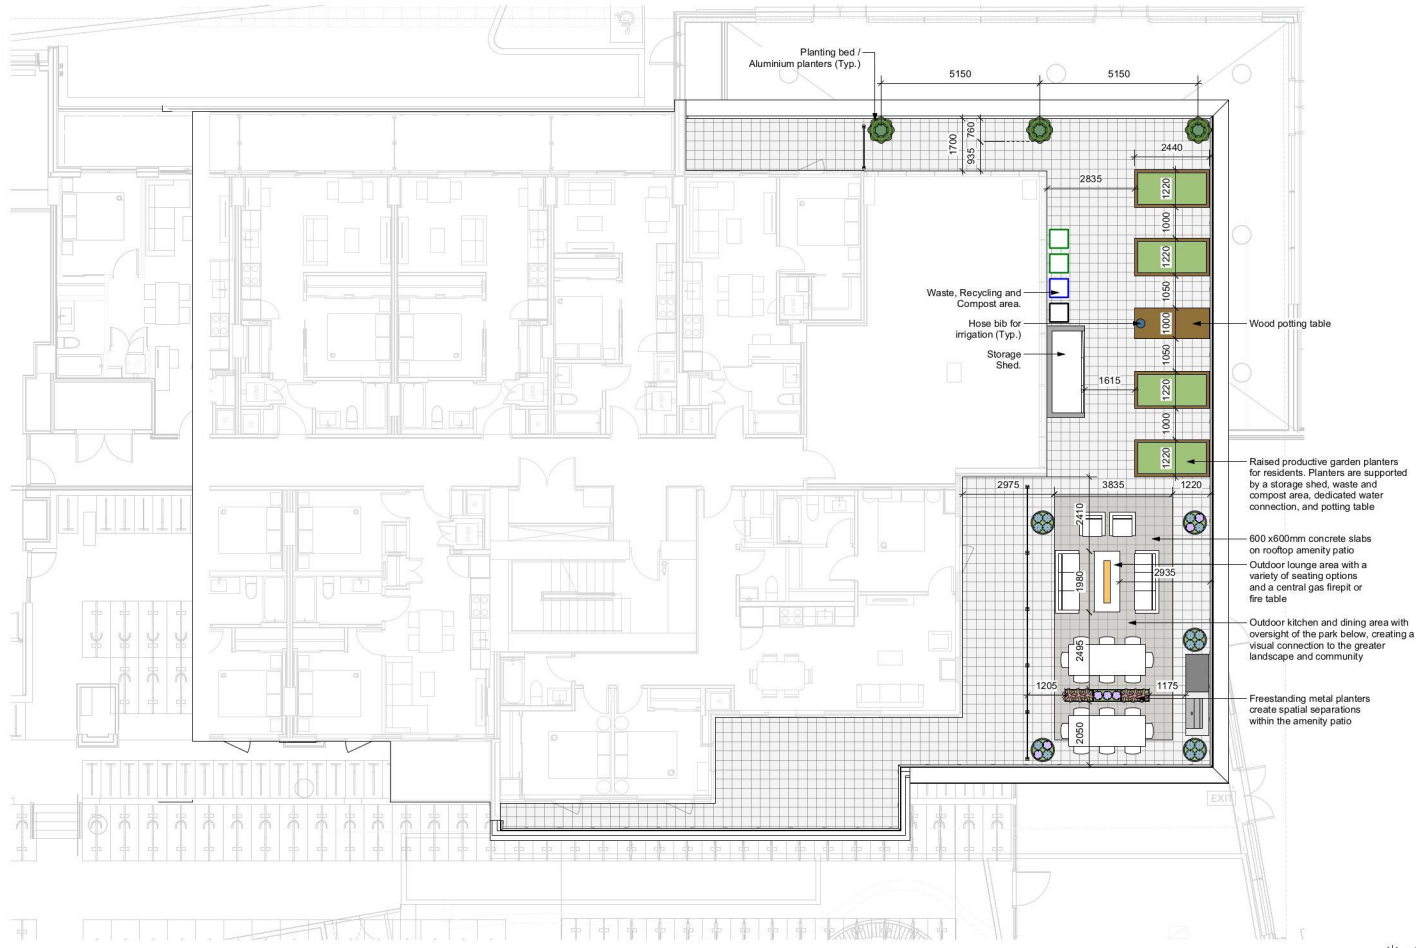 Planting bed /
Aluminium planters (Typ.)
5150
5150
1700
760
935
2440
2835
1220
1000
1220
1050
Waste, Recycling and
Compost area.
Hose bib for
irrigation (Typ.)
1000
Wood potting table
Storage
Shed.
1050
1615
1220
1000
1220
Raised productive garden planters
for residents. Planters are supported
by a storage shed, waste and
compost area, dedicated water
connection, and potting table
2975
3835
1220
2410
600 x600mm concrete slabs
on rooftop amenity patio
Outdoor lounge area with a
variety of seating options
and a central gas firepit or
fire table
2935
1980
Outdoor kitchen and dining area with
oversight of the park below, creating a
visual connection to the greater
landscape and community
2495
1205
1175
Freestanding metal planters
create spatial separations
within the amenity patio
2050
EXIT